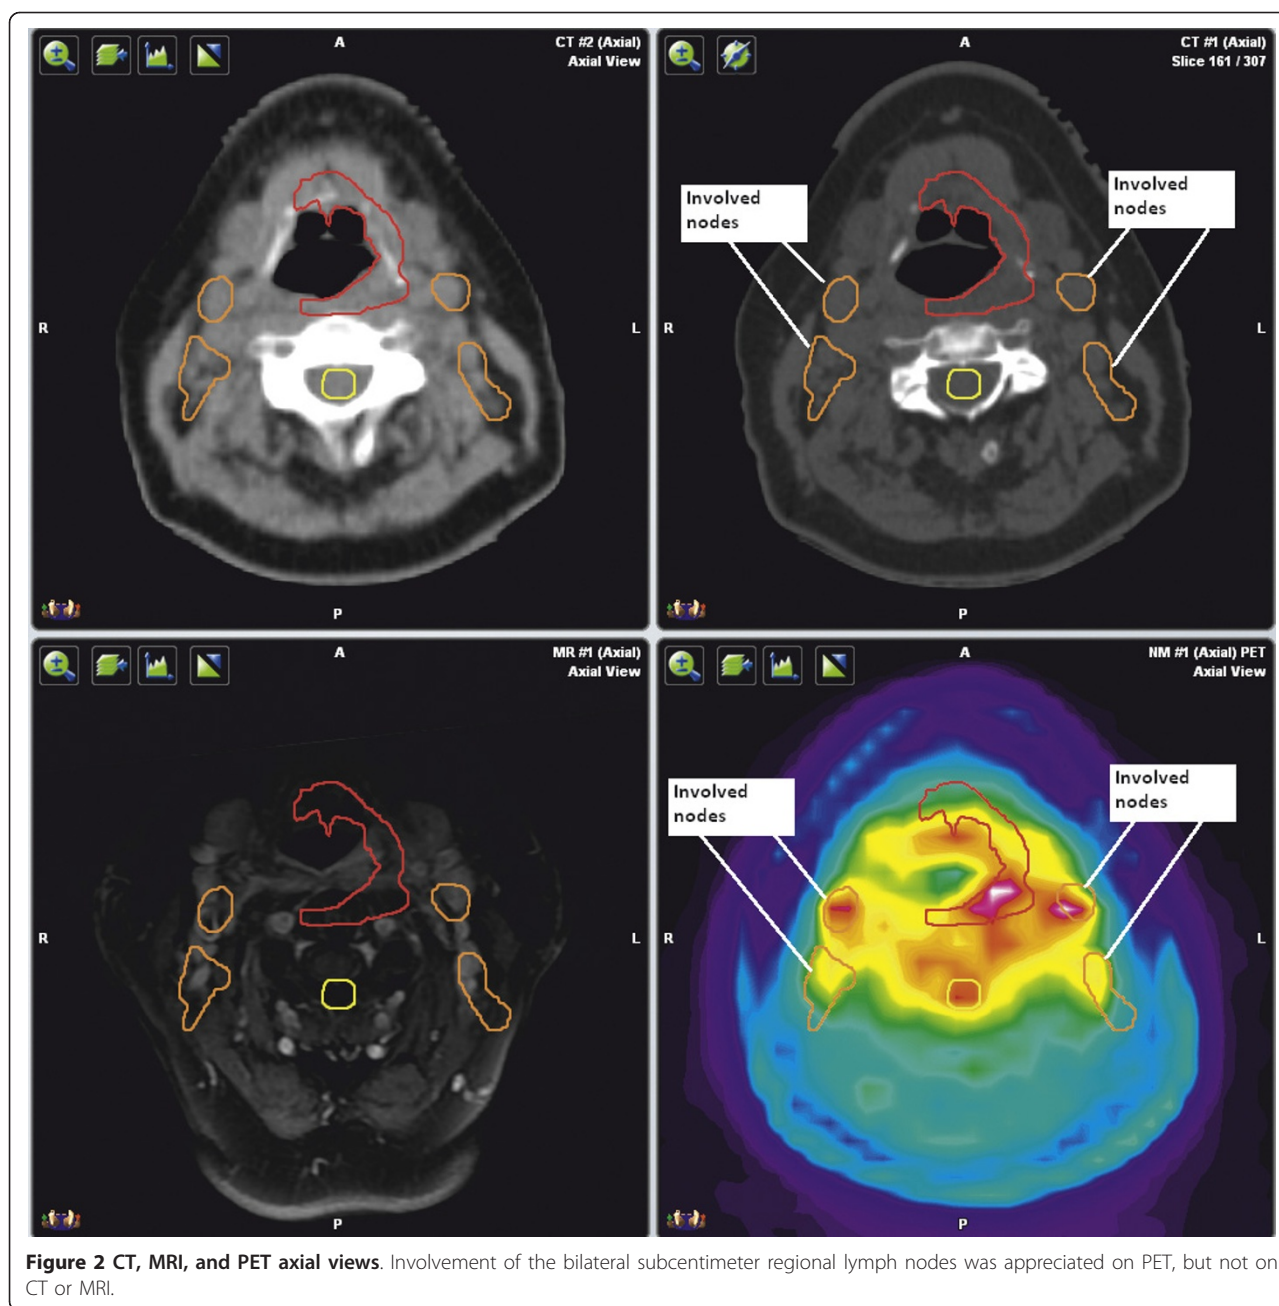 A
CT #2 (Axial)
Axial View
R
L
P
A
CT #1 (Axial)
Slice 161 / 307
Involved
nodes
Involved
nodes
R
L
P
A
MR #1 (Axial)
Axial View
R
L
P
A
NM #1 (Axial) PET
Axial View
Involved
nodes
Involved
nodes
R
L
P
Figure 2 CT, MRI, and PET axial views. Involvement of the bilateral subcentimeter regional lymph nodes was appreciated on PET, but not on
CT or MRI.